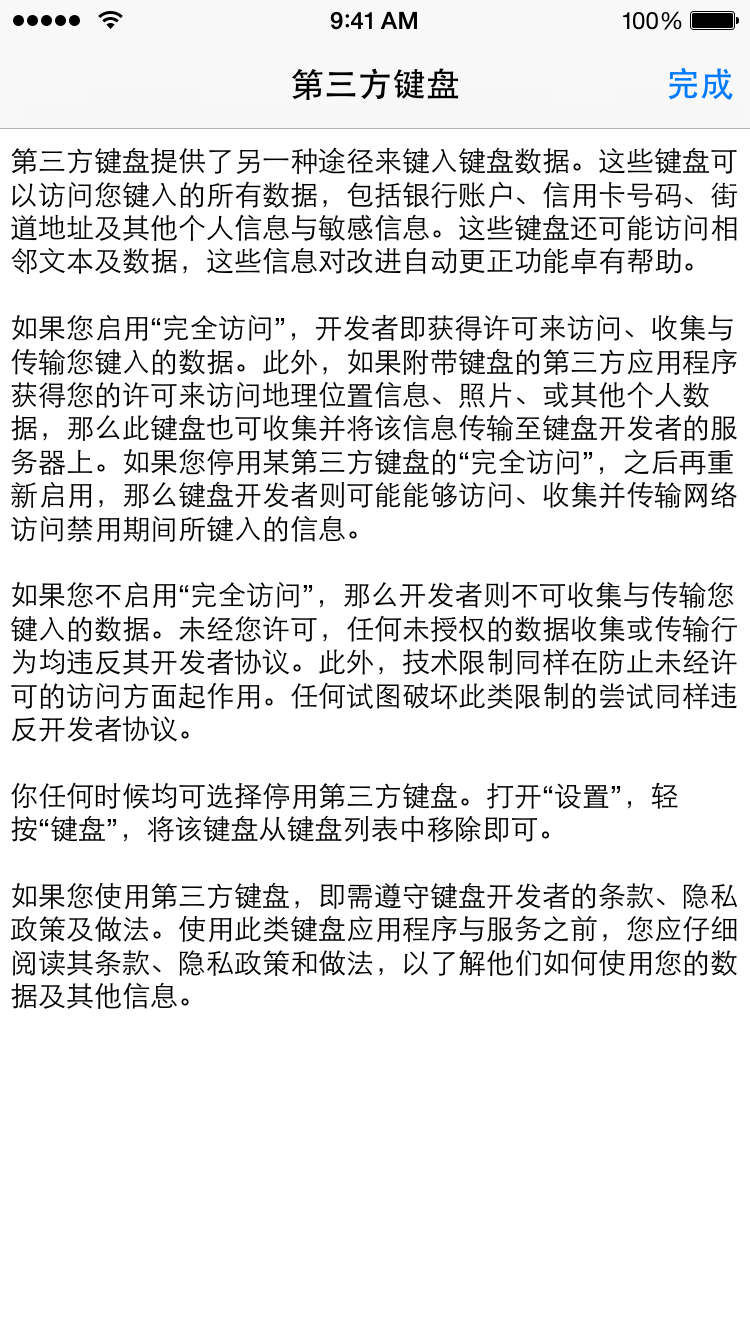 9:41 AM
100%
第三方键盘
完成
第三方键盘提供了另一种途径来键入键盘数据。这些键盘可
以访问您键入的所有数据，包括银行账户、信用卡号码、街
道地址及其他个人信息与敏感信息。这些键盘还可能访问相
邻文本及数据，这些信息对改进自动更正功能卓有帮助。
如果您启用“完全访问”，开发者即获得许可来访问、收集与
传输您键入的数据。此外，如果附带键盘的第三方应用程序
获得您的许可来访问地理位置信息、照片、或其他个人数
据，那么此键盘也可收集并将该信息传输至键盘开发者的服
务器上。如果您停用某第三方键盘的“完全访问”，之后再重
新启用，那么键盘开发者则可能能够访问、收集并传输网络
访问禁用期间所键入的信息。
如果您不启用“完全访问”，那么开发者则不可收集与传输您
键入的数据。未经您许可，任何未授权的数据收集或传输行
为均违反其开发者协议。此外，技术限制同样在防止未经许
可的访问方面起作用。任何试图破坏此类限制的尝试同样违
反开发者协议。
你任何时候均可选择停用第三方键盘。打开“设置”，轻
按“键盘”，将该键盘从键盘列表中移除即可。
如果您使用第三方键盘，即需遵守键盘开发者的条款、隐私
政策及做法。使用此类键盘应用程序与服务之前，您应仔细
阅读其条款、隐私政策和做法，以了解他们如何使用您的数
据及其他信息。